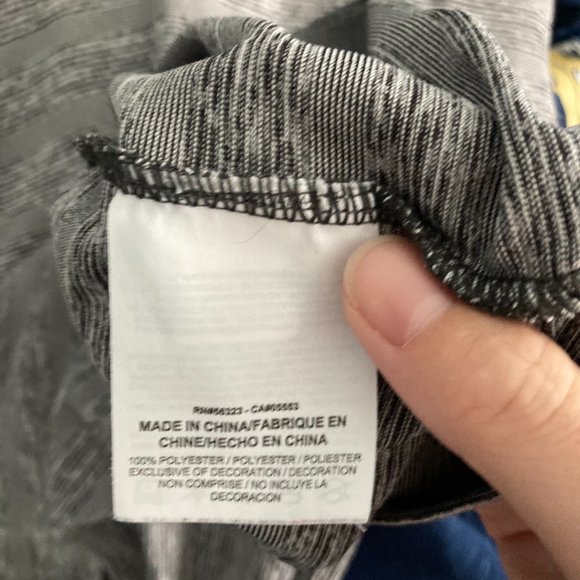 RN#56323 - CA#05553
MADE IN CHINA/FABRIQUE EN
CHINE/HECHO EN CHINA
100% POLYESTER / POLYESTER / POLIESTER
EXCLUSIVE OF DECORATION / DECORATION
NON COMPRISE / NO INCLUYE LA
DECORACION